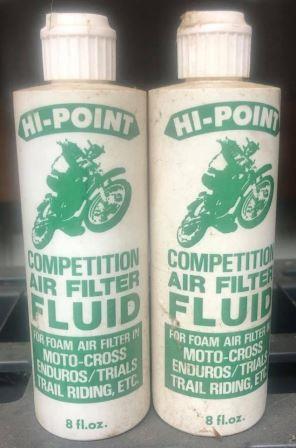 HI-POINT
COMPETITION
AIR FILTER
FLUID
FOR FOAM AIR FILTER IN
MOTO-CROSS
ENDUROS/TRIALS
TRAIL RIDING, ETC.
8 fl.oz.
HI-POINT
COMPETITION
AIR FILTER
FLUID
FOR FOAM AIR FILTER IN
MOTO-CROSS
ENDUROS/TRIALS
TRAIL RIDING, ETC.
8 fl.oz.